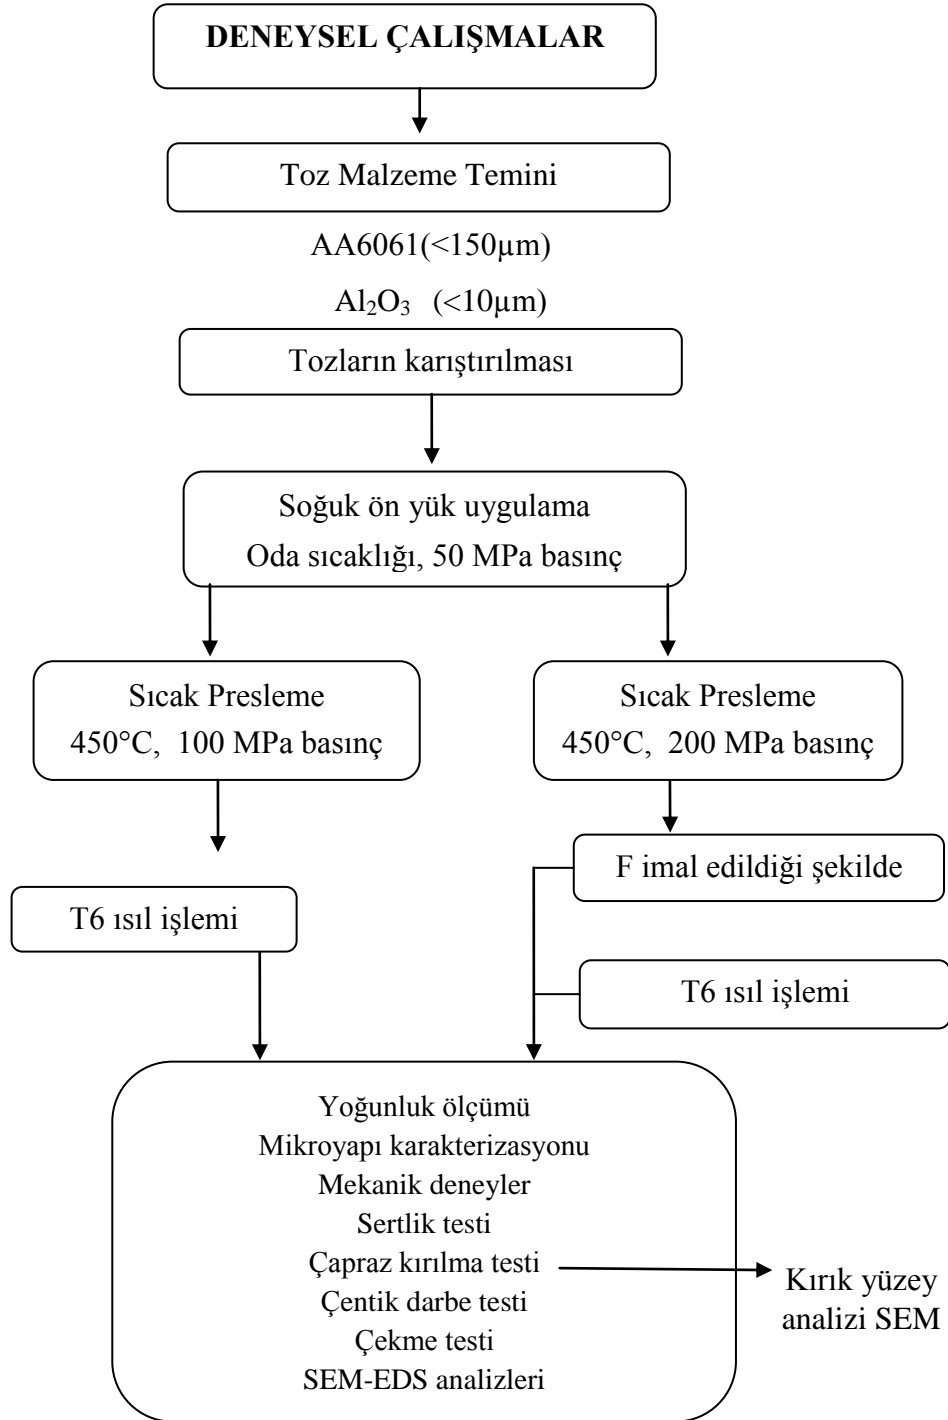 DENEYSEL ÇALIŞMALAR
Toz Malzeme Temini
AA6061(<150µm)
Al₂O₃ (<10µm)
Tozların karıştırılması
Soğuk ön yük uygulama
Oda sıcaklığı, 50 MPa basınç
Sıcak Presleme
450°C, 100 MPa basınç
Sıcak Presleme
450°C, 200 MPa basınç
F imal edildiği şekilde
T6 ısıl işlemi
T6 ısıl işlemi
Yoğunluk ölçümü
Mikroyapı karakterizasyonu
Mekanik deneyler
Sertlik testi
Çapraz kırılma testi
Çentik darbe testi
Çekme testi
SEM-EDS analizleri
Kırık yüzey
analizi SEM